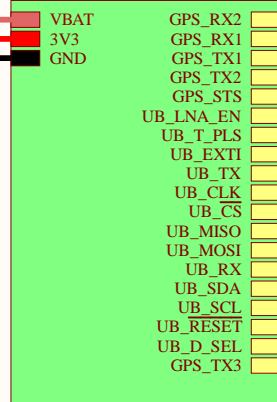 VBAT GPS_RX2
3V3 GPS_RX1
GND GPS_TX1
GPS_TX2
GPS_STS
UB_LNA_EN
UB_T_PLS
UB_EXTI
UB_TX
UB_CLK
UB_CS
UB_MISO
UB_MOSI
UB_RX
UB_SDA
UB_SCL
UB_RESET
UB_D_SEL
GPS_TX3